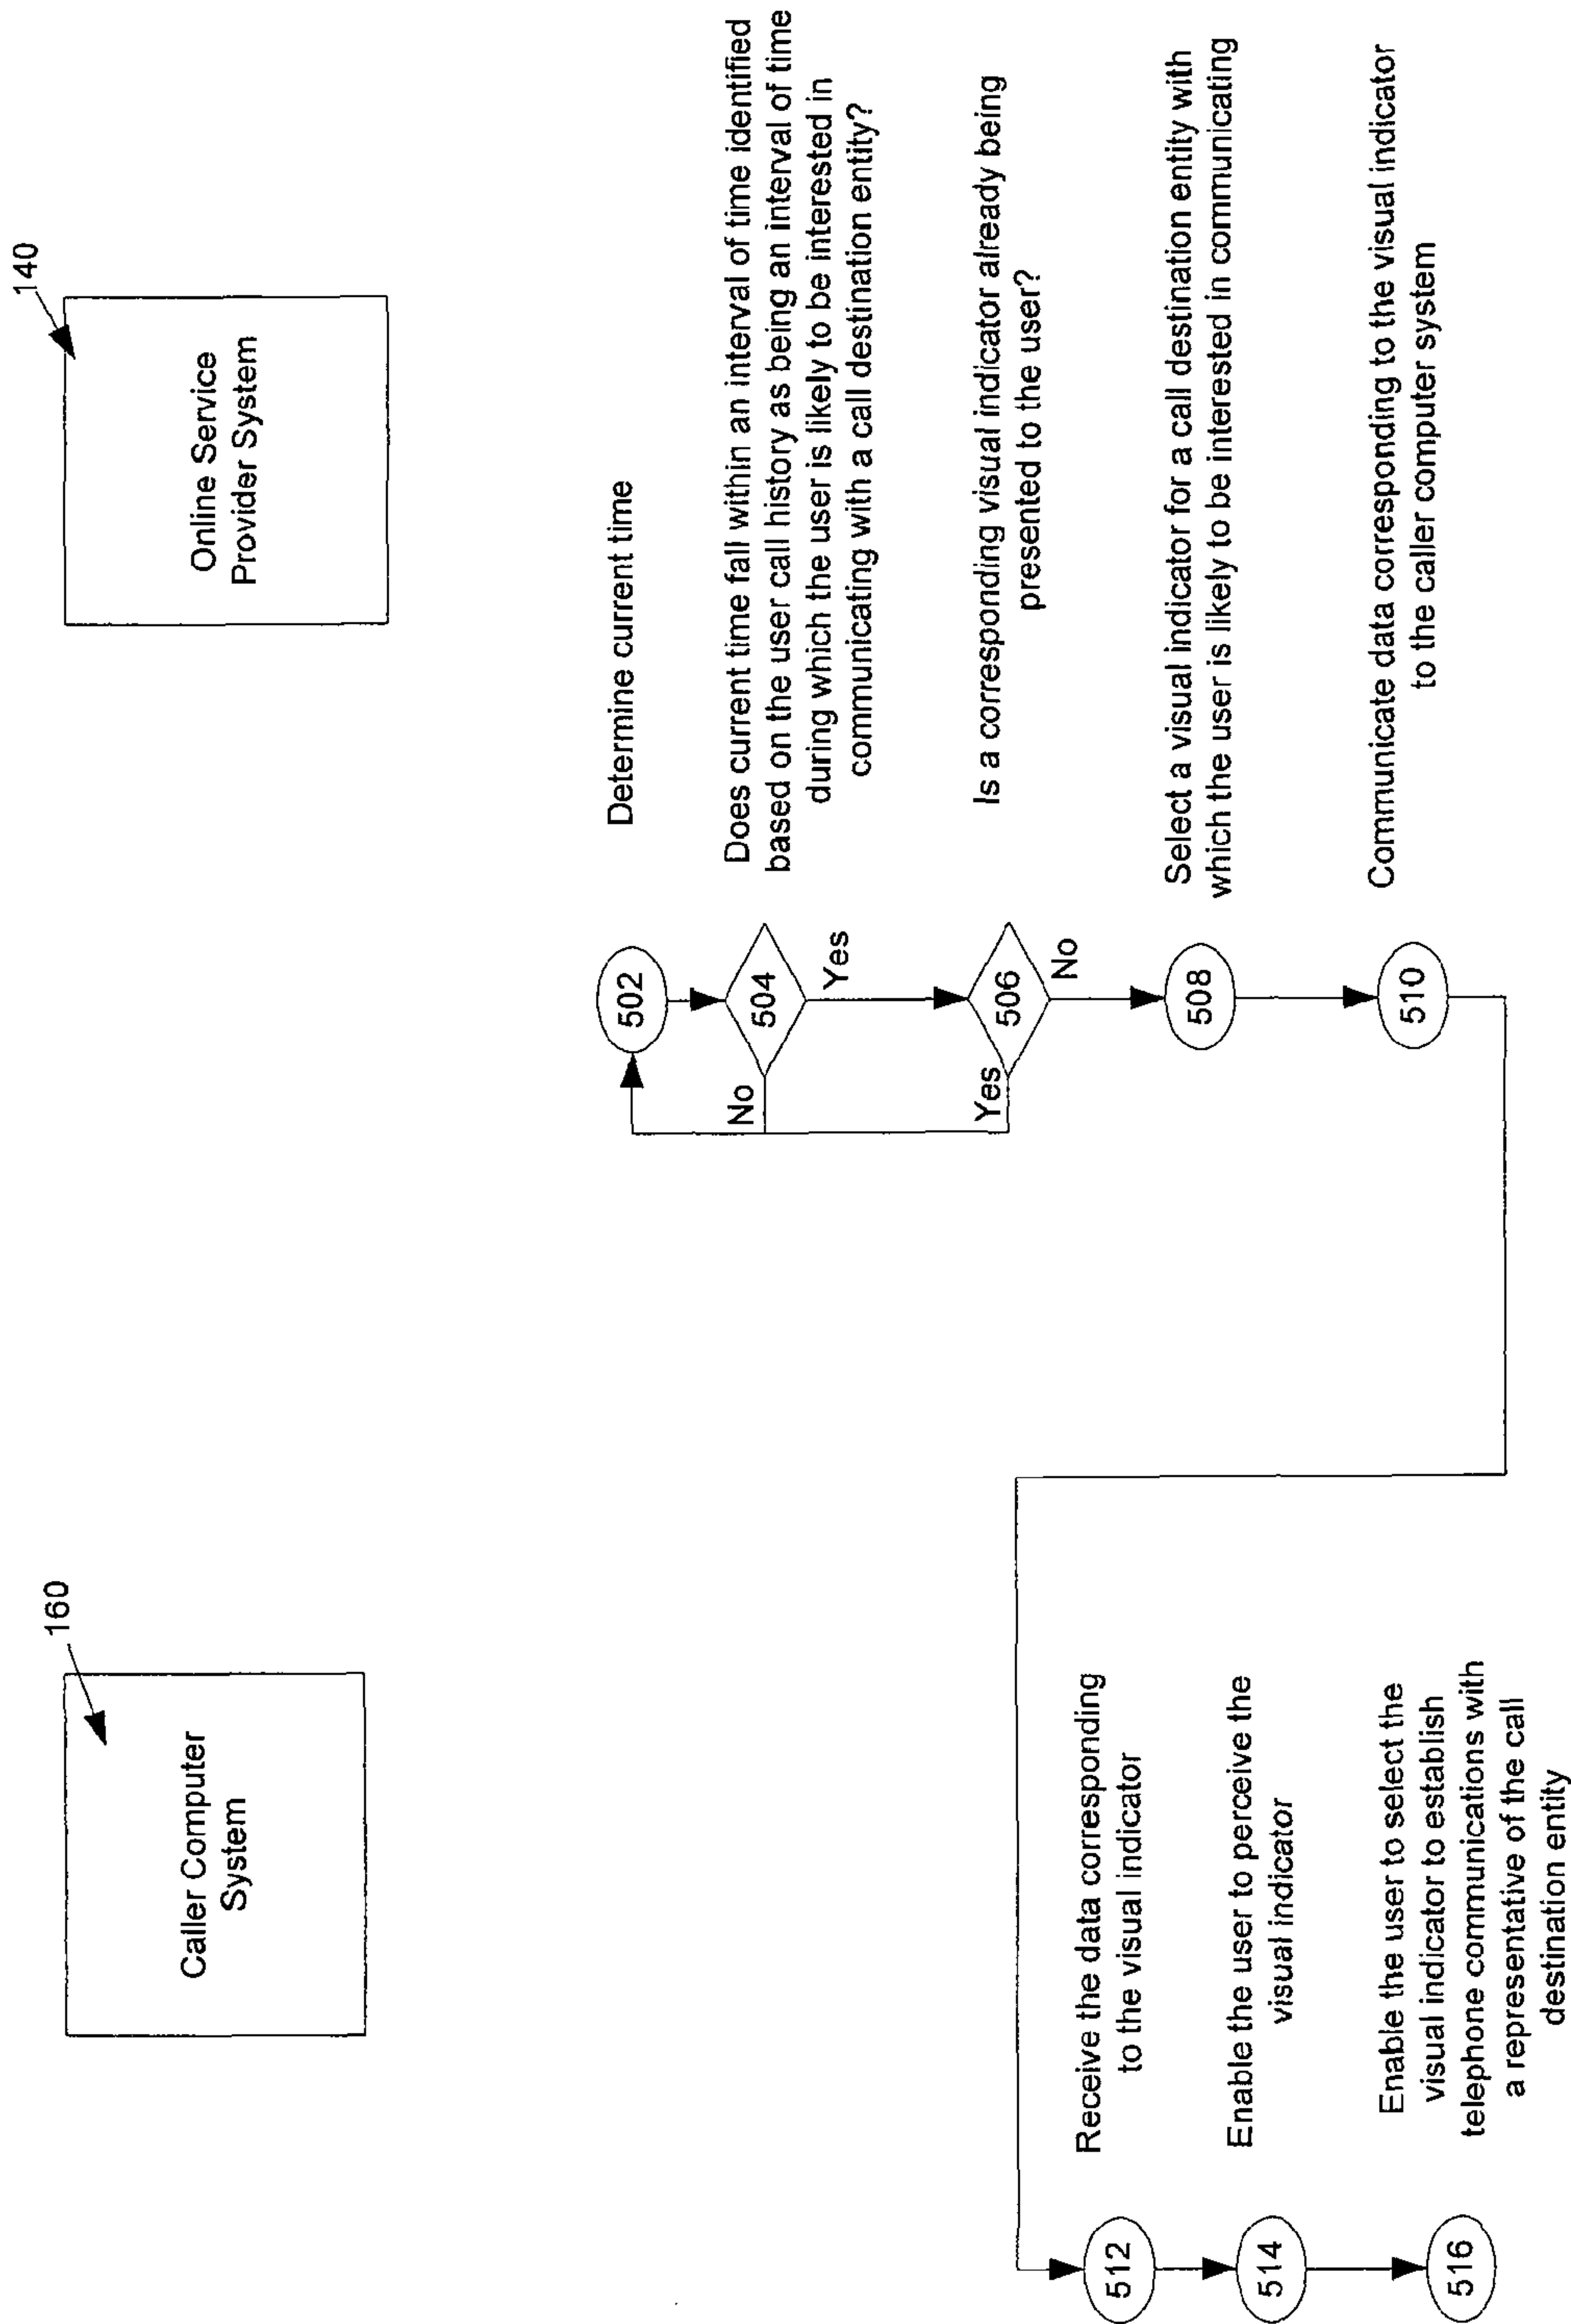 160
Caller Computer
System
140
Online Service
Provider System
502
Determine current time
504
No
Yes
Does current time fall within an interval of time identified
based on the user call history as being an interval of time
during which the user is likely to be interested in
communicating with a call destination entity?
506
Yes
No
Is a corresponding visual indicator already being
presented to the user?
508
Select a visual indicator for a call destination entity with
which the user is likely to be interested in communicating
510
Communicate data corresponding to the visual indicator
to the caller computer system
512
Receive the data corresponding
to the visual indicator
514
Enable the user to perceive the
visual indicator
516
Enable the user to select the
visual indicator to establish
telephone communications with
a representative of the call
destination entity